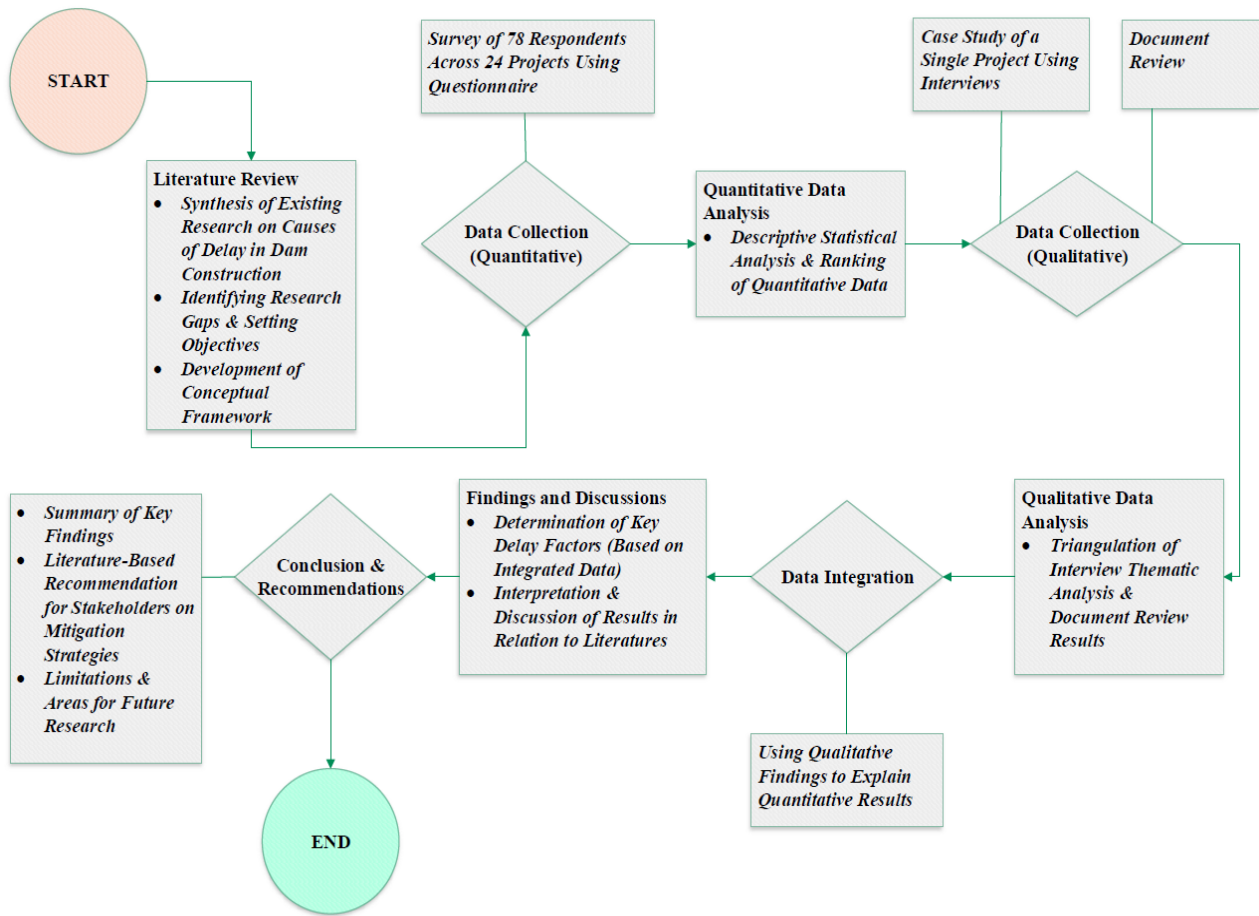 START
Literature Review
• Synthesis of Existing
Research on Causes
of Delay in Dam
Construction
• Identifying Research
Gaps & Setting
Objectives
• Development of
Conceptual
Framework
Survey of 78 Respondents
Across 24 Projects Using
Questionnaire
Data Collection
(Quantitative)
Quantitative Data
Analysis
• Descriptive Statistical
Analysis & Ranking
of Quantitative Data
Case Study of a
Single Project Using
Interviews
Document
Review
Data Collection
(Qualitative)
Qualitative Data
Analysis
• Triangulation of
Interview Thematic
Analysis &
Document Review
Results
Data Integration
Using Qualitative
Findings to Explain
Quantitative Results
Findings and Discussions
• Determination of Key
Delay Factors (Based on
Integrated Data)
• Interpretation &
Discussion of Results in
Relation to Literatures
Conclusion &
Recommendations
• Summary of Key
Findings
• Literature-Based
Recommendation
for Stakeholders on
Mitigation
Strategies
• Limitations &
Areas for Future
Research
END